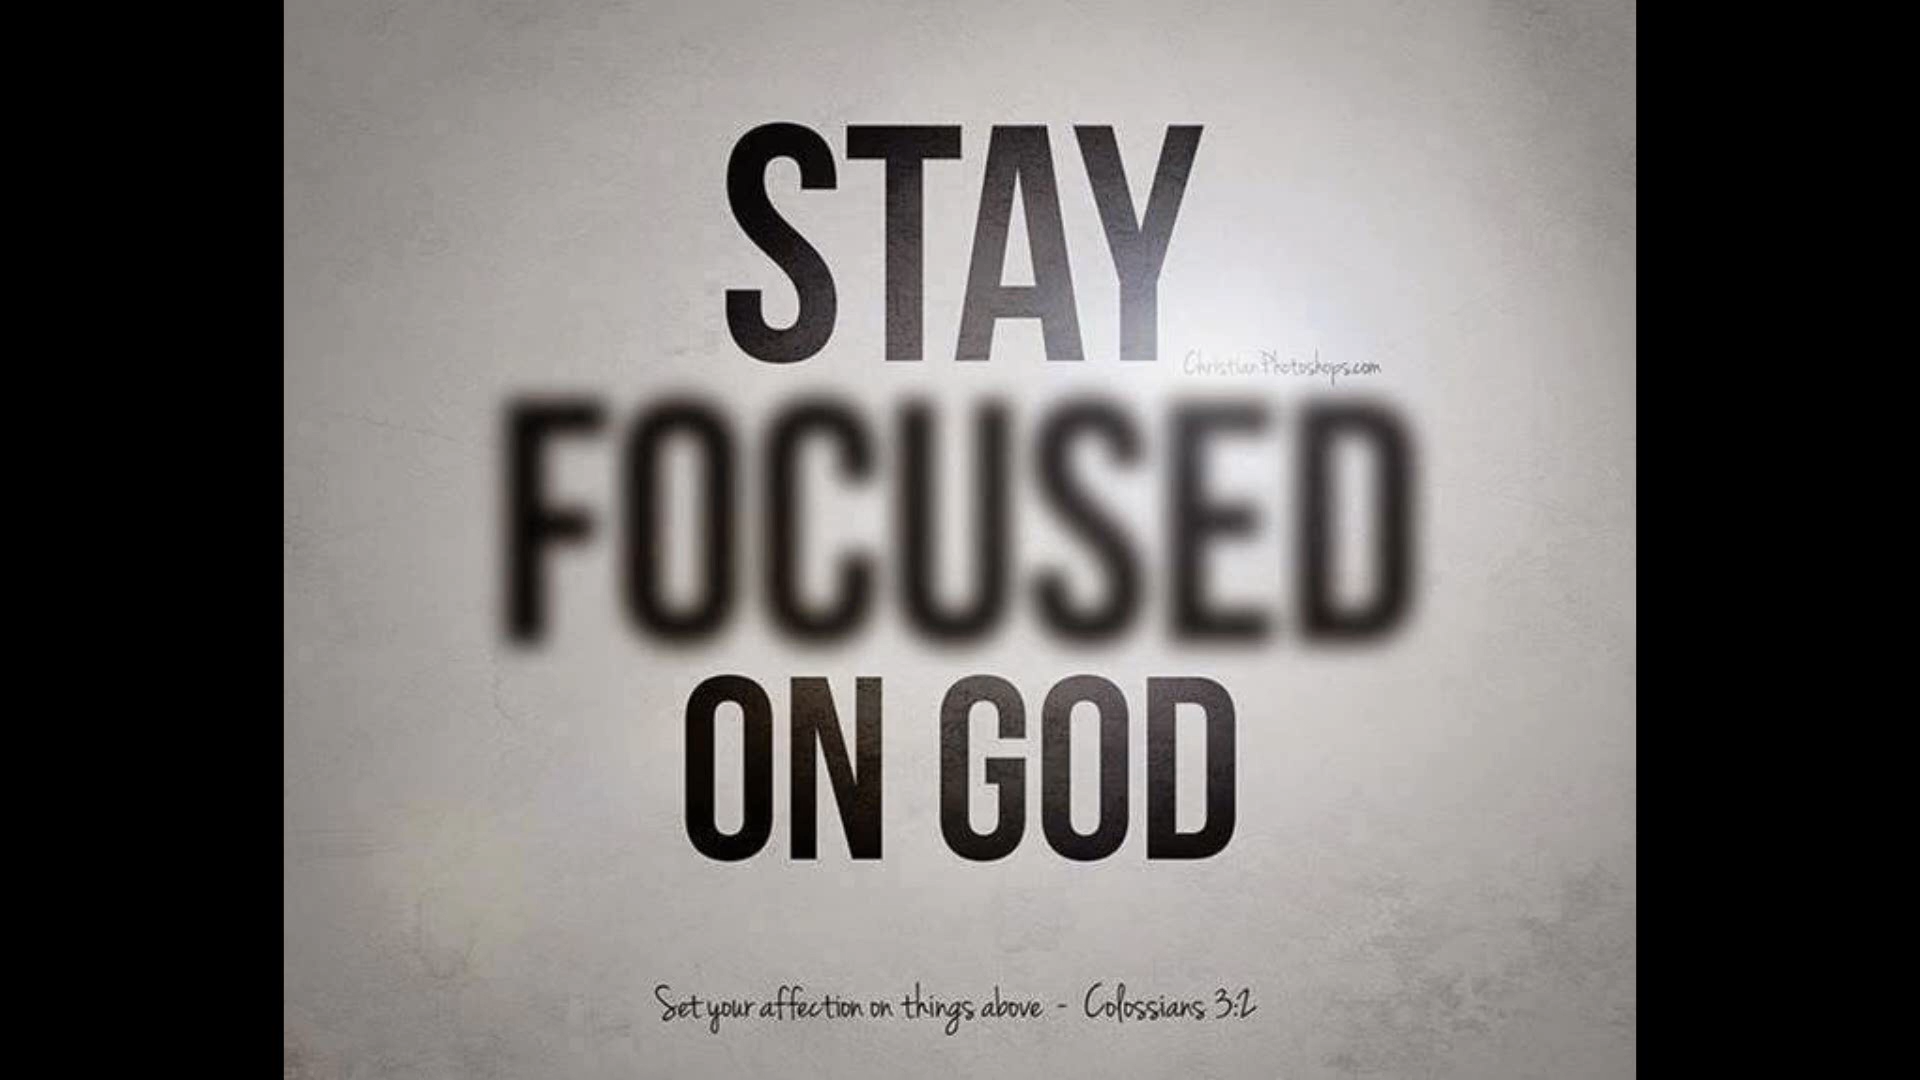 STAY
ChristianPhotoshops.com
FOCUSED
ON GOD
Set your affection on things above - Colossians 3:2